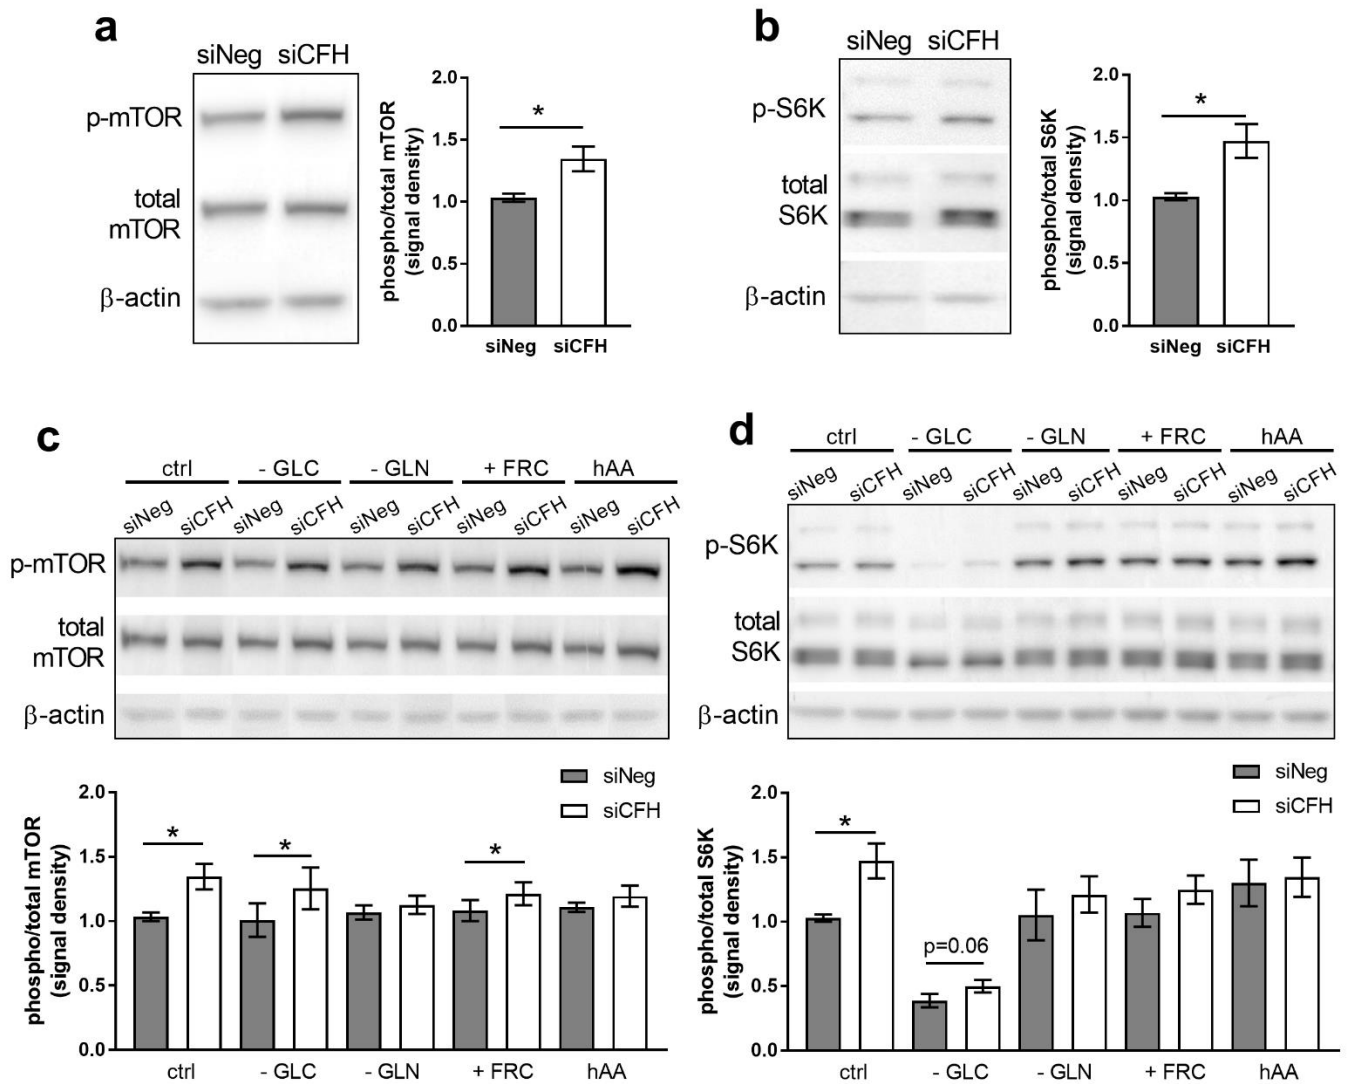 a
siNeg siCFH
p-mTOR
total
mTOR
β-actin
phospho/total mTOR
(signal density)
2.0
1.5
1.0
0.5
0.0
*
siNeg siCFH
b
siNeg siCFH
p-S6K
total
S6K
β-actin
phospho/total S6K
(signal density)
2.0
1.5
1.0
0.5
0.0
*
siNeg siCFH
c
ctrl - GLC - GLN + FRC hAA
siNeg siCFH siNeg siCFH siNeg siCFH siNeg siCFH siNeg siCFH
p-mTOR
total
mTOR
β-actin
siNeg
siCFH
phospho/total mTOR
(signal density)
2.0
1.5
1.0
0.5
0.0
* * *
ctrl - GLC - GLN + FRC hAA
d
ctrl - GLC - GLN + FRC hAA
siNeg siCFH siNeg siCFH siNeg siCFH siNeg siCFH siNeg siCFH
p-S6K
total
S6K
β-actin
siNeg
siCFH
phospho/total S6K
(signal density)
2.0
1.5
1.0
0.5
0.0
*
p=0.06
ctrl - GLC - GLN + FRC hAA